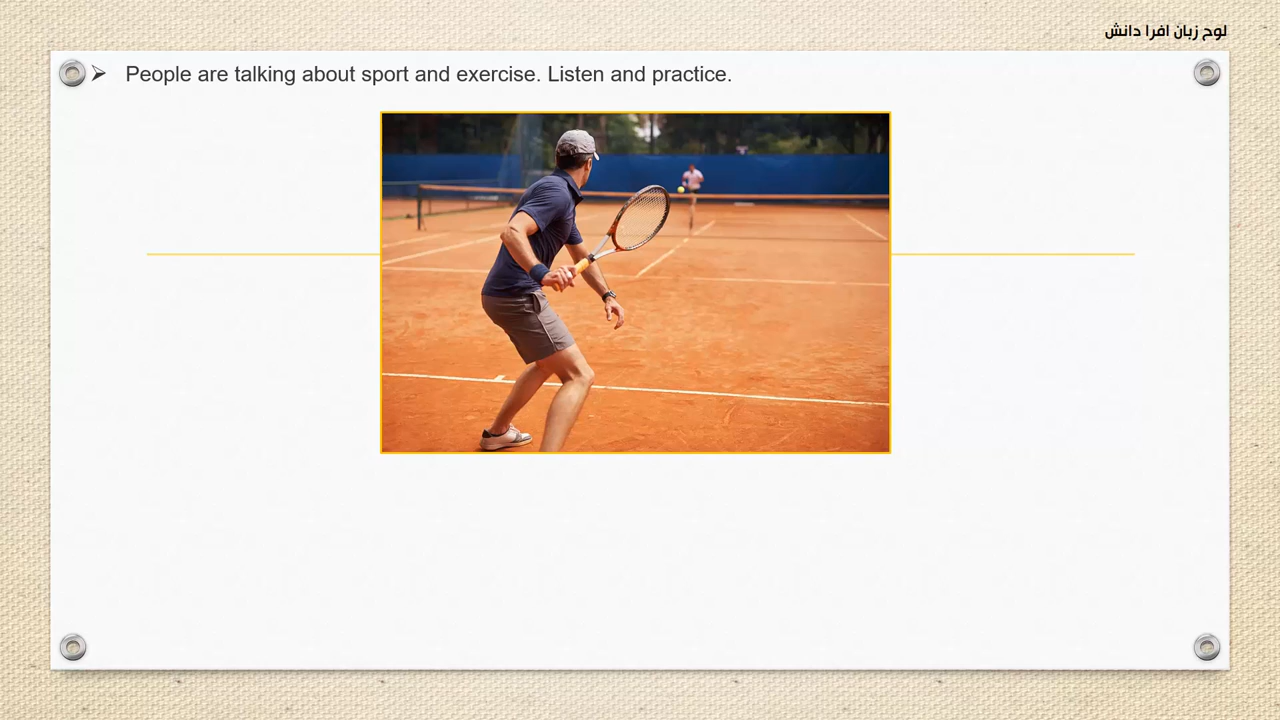 لوح زبان افرا دانش
People are talking about sport and exercise. Listen and practice.